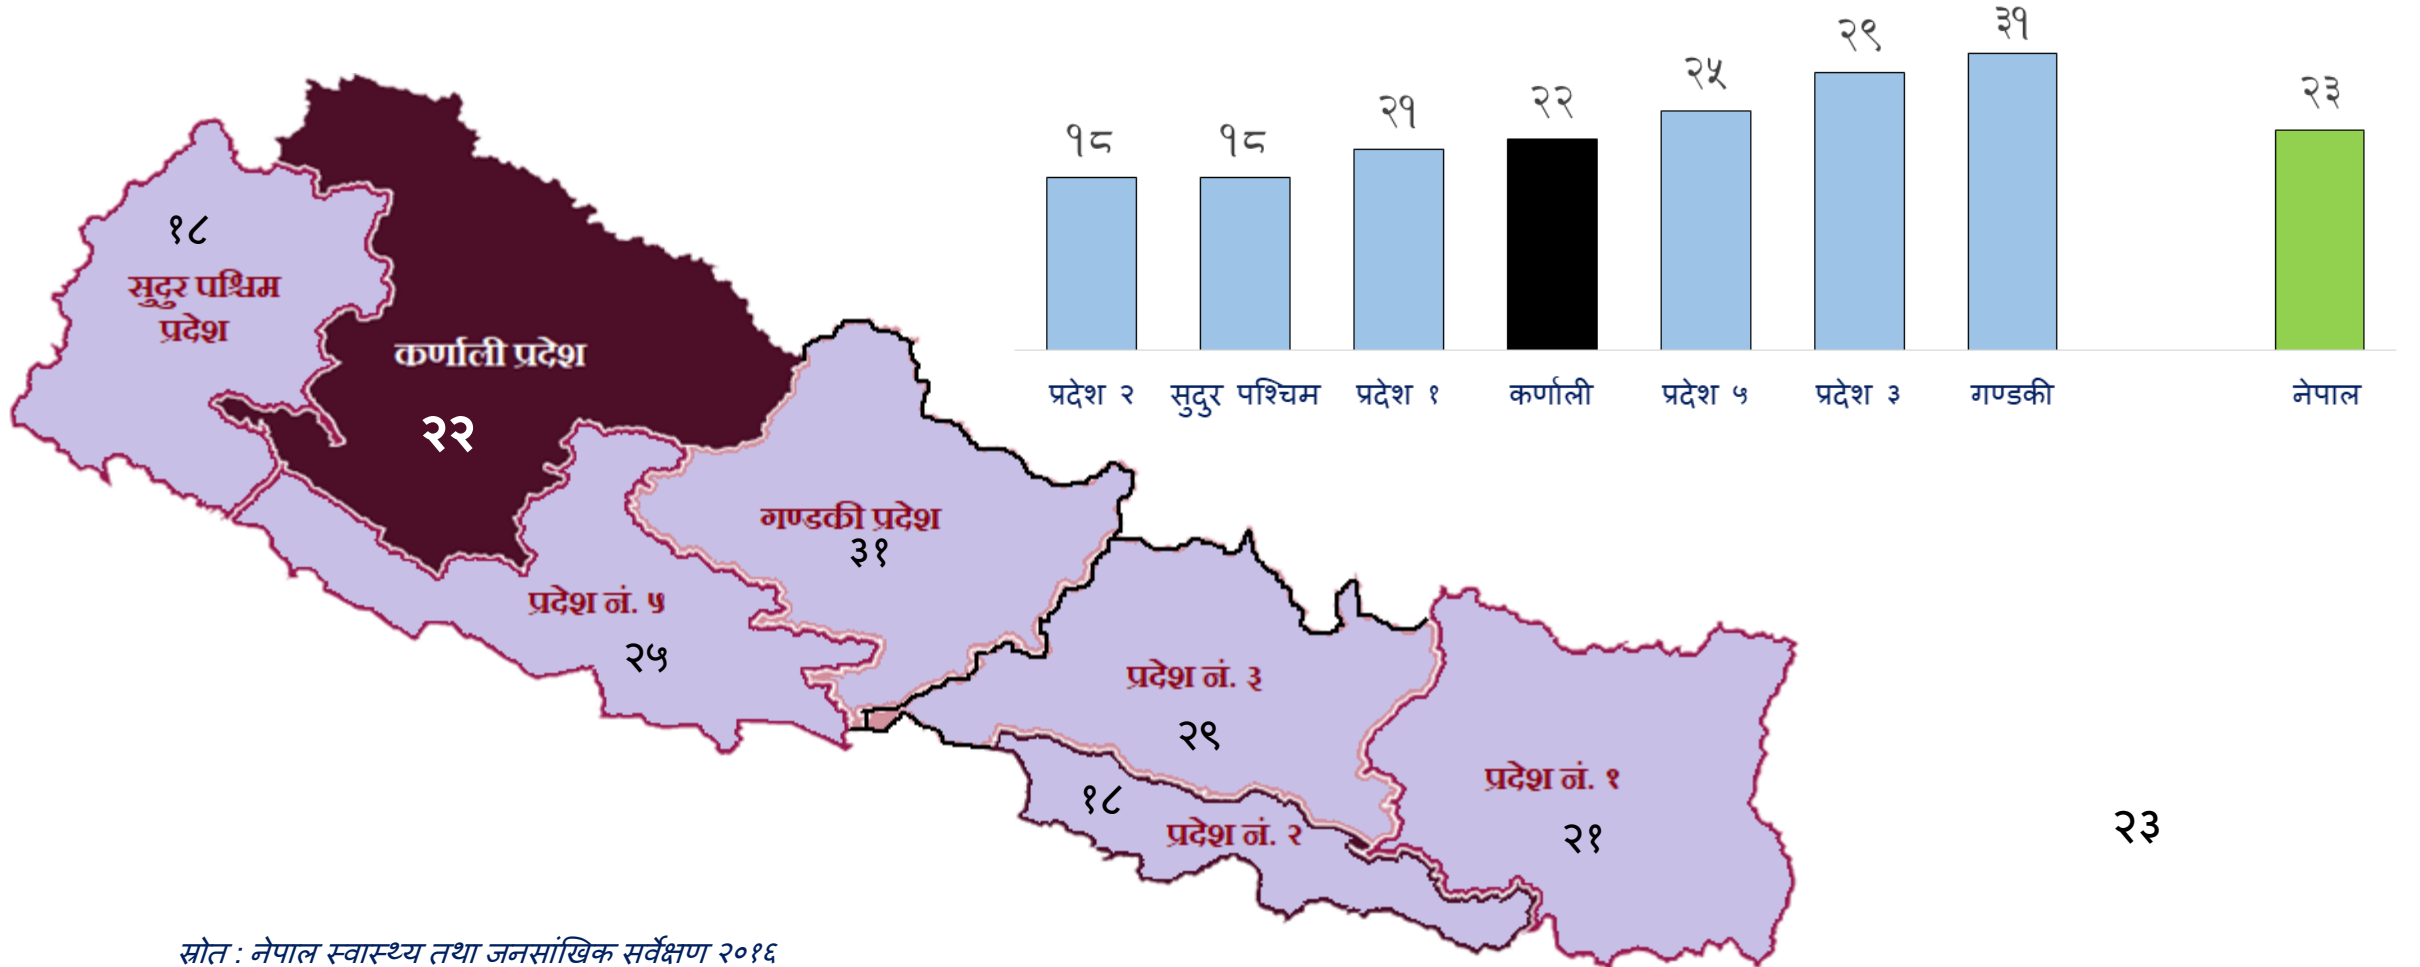 १८
१८
२१
२२
२५
२९
३१
२३
प्रदेश २
सुदुर पश्चिम
प्रदेश १
कर्णाली
प्रदेश ५
प्रदेश ३
गण्डकी
नेपाल
१८
सुदुर पश्चिम
प्रदेश
कर्णाली प्रदेश
२२
गण्डकी प्रदेश
३१
प्रदेश नं. ५
२५
प्रदेश नं. ३
२९
१८
प्रदेश नं. २
प्रदेश नं. १
२१
२३
स्रोत : नेपाल स्वास्थ्य तथा जनसांखिक सर्वेक्षण २०१६